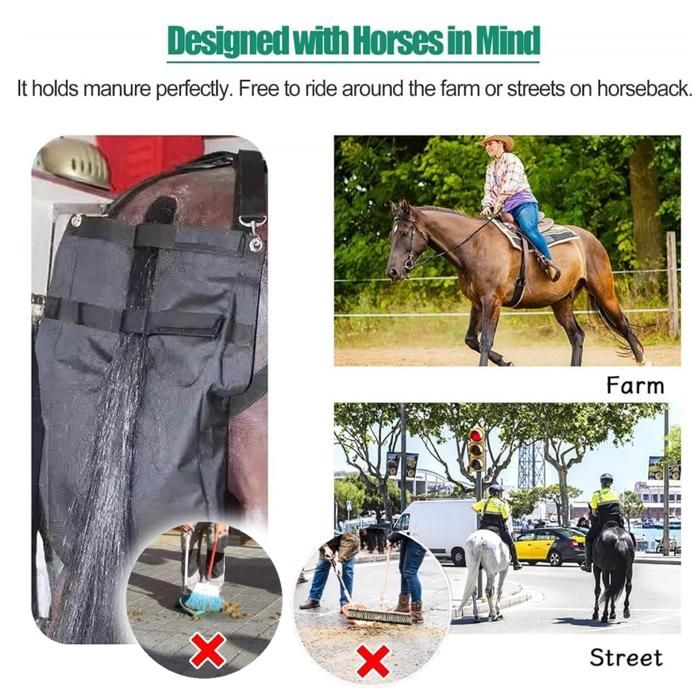 Designed with Horses in Mind
It holds manure perfectly. Free to ride around the farm or streets on horseback.
Farm
Street